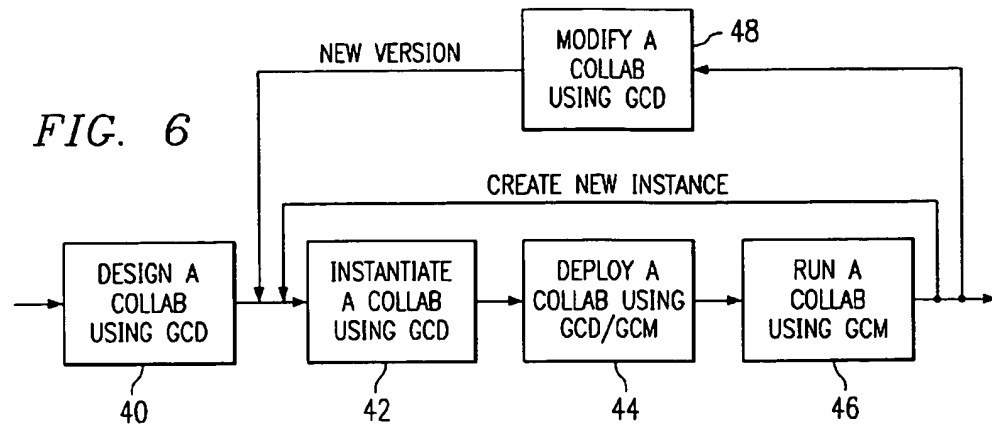 FIG. 6
NEW VERSION
MODIFY A
COLLAB
USING GCD
48
CREATE NEW INSTANCE
DESIGN A
COLLAB
USING GCD
40
INSTANTIATE
A COLLAB
USING GCD
42
DEPLOY A
COLLAB USING
GCD/GCM
44
RUN A
COLLAB
USING GCM
46